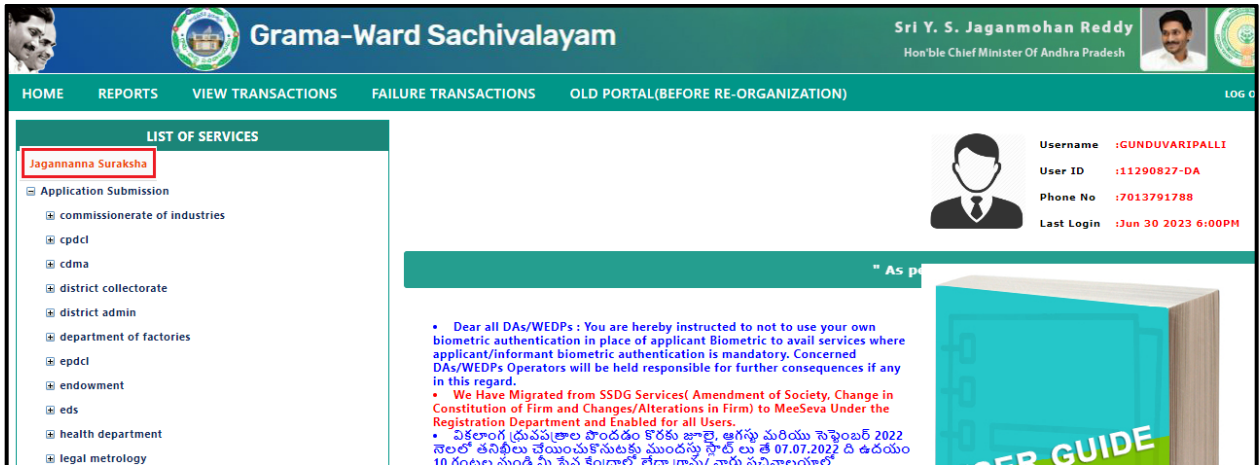 Grama-Ward Sachivalayam
Sri Y. S. Jaganmohan Reddy
Hon'ble Chief Minister Of Andhra Pradesh
HOME REPORTS VIEW TRANSACTIONS FAILURE TRANSACTIONS OLD PORTAL(BEFORE RE-ORGANIZATION) LOG O
LIST OF SERVICES
Jagannanna Suraksha
Application Submission
commissionerate of industries
cpdcl
cdma
district collectorate
district admin
department of factories
epdcl
endowment
eds
health department
legal metrology
Username :GUNDUVARIPALLI
User ID :11290827-DA
Phone No :7013791788
Last Login :Jun 30 2023 6:00PM
" As pe
• Dear all DAs/WEDPs : You are hereby instructed to not to use your own
biometric authentication in place of applicant Biometric to avail services where
applicant/informant biometric authentication is mandatory. Concerned
DAs/WEDPs Operators will be held responsible for further consequences if any
in this regard.
• We Have Migrated from SSDG Services( Amendment of Society, Change in
Constitution of Firm and Changes/Alterations in Firm) to MeeSeva Under the
Registration Department and Enabled for all Users.
• వికలాంగ ధ్రువపత్రాల పొందడం కొరకు జూలై, ఆగస్టు మరియు సెప్టెంబర్ 2022
నెలలో తనిఖీలు చేయించుకొనుటకు ముందస్తు స్లాట్ లు తే 07.07.2022 ది ఉదయం
10 గంటల నుండి మీ సేవ కేంద్రాల్లో లేదా గ్రామ/ వార్డు సచివాలయాల్లో
USER GUIDE